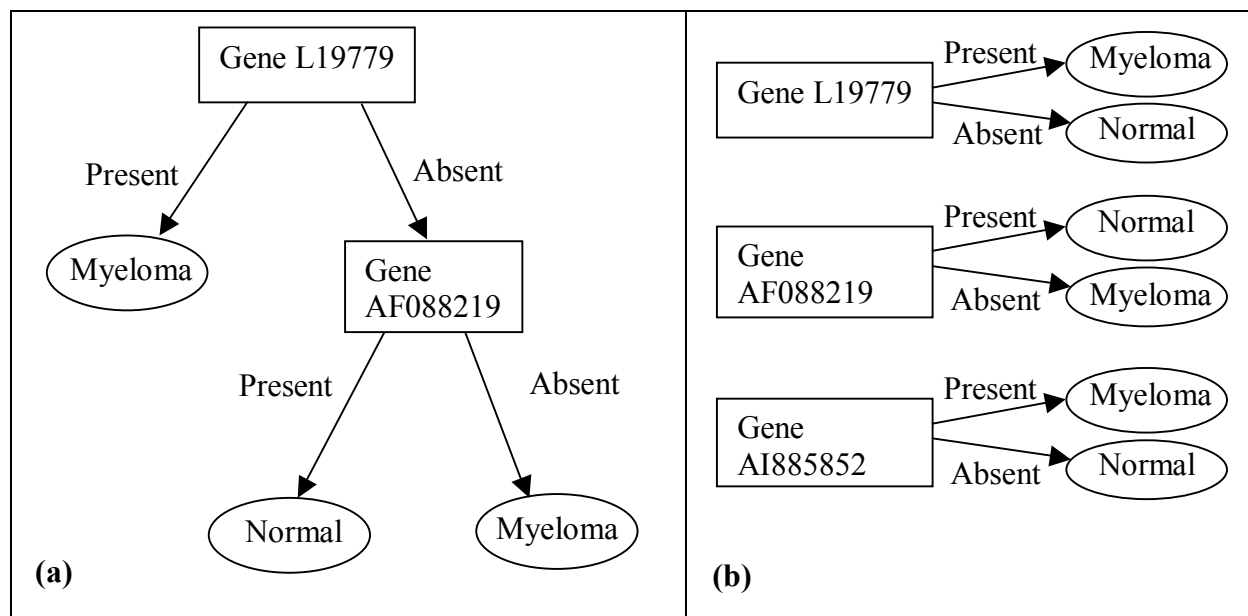 Gene L19779
Present
Absent
Myeloma
Gene
AF088219
Present
Absent
Normal
Myeloma
(a)
Gene L19779
Present
Myeloma
Absent
Normal
Gene
AF088219
Present
Normal
Absent
Myeloma
Gene
AI885852
Present
Myeloma
Absent
Normal
(b)